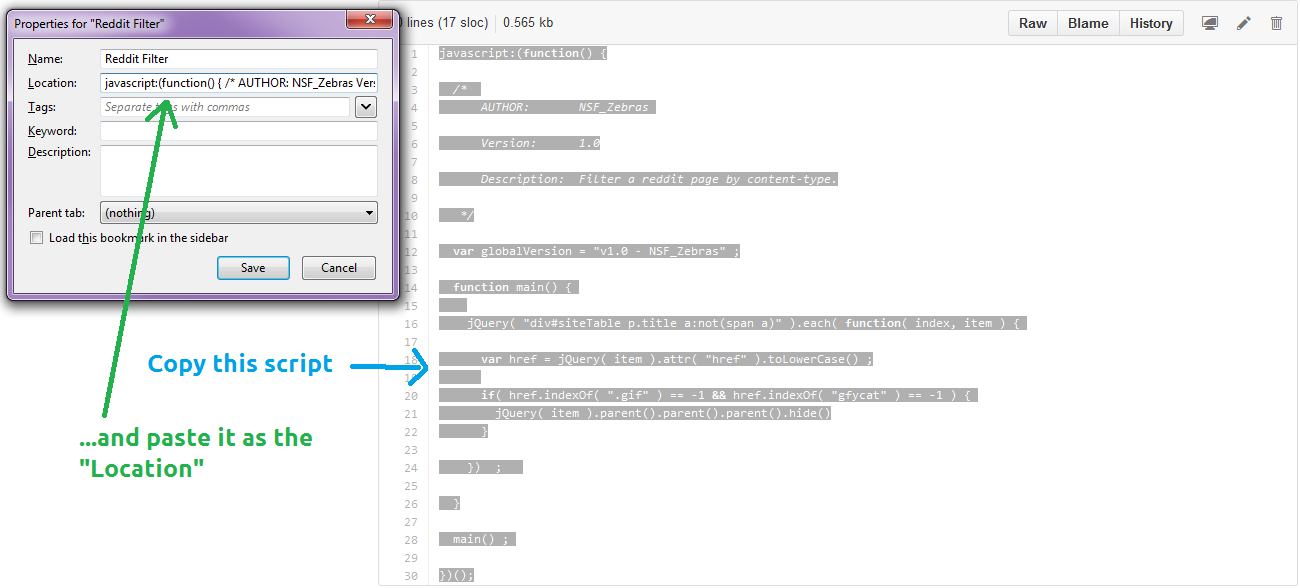 Properties for "Reddit Filter"
Name: Reddit Filter
Location: javascript:(function() { /* AUTHOR: NSF_Zebras Vers
Tags: Separate with commas
Keyword:
Description:
Parent tab: (nothing)
Load this bookmark in the sidebar
Save Cancel
Copy this script
...and paste it as the
"Location"
lines (17 sloc) 0.565 kb
Raw Blame History
1 javascript:(function() {
2
3 /*
4 AUTHOR: NSF_Zebras
5
6 Version: 1.0
7
8 Description: Filter a reddit page by content-type.
9
10 */
11
12 var globalVersion = "v1.0 - NSF_Zebras" ;
13
14 function main() {
15
16 jQuery( "div#siteTable p.title a:not(span a)" ).each( function( index, item ) {
17
18 var href = jQuery( item ).attr( "href" ).toLowerCase() ;
19
20 if( href.indexOf( ".gif" ) == -1 && href.indexOf( "gfycat" ) == -1 ) {
21 jQuery( item ).parent().parent().parent().hide()
22 }
23
24 }) ;
25
26 }
27
28 main() ;
29
30 })();